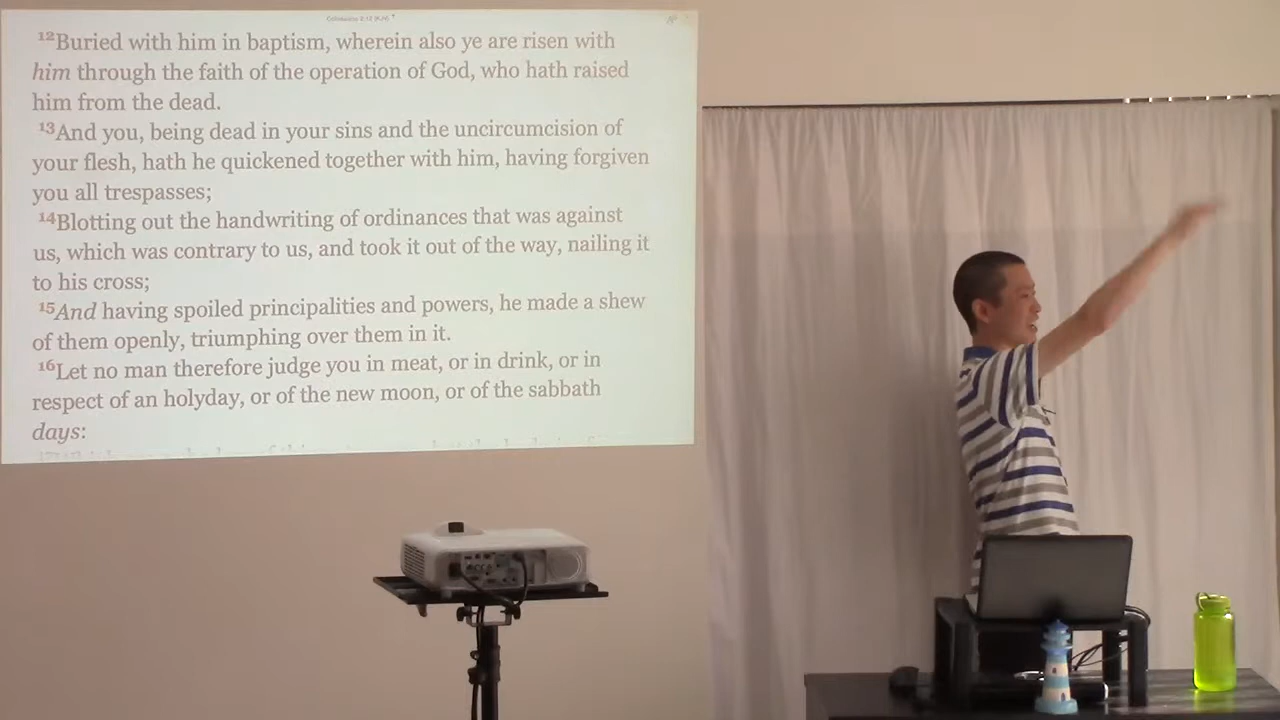 Colossians 2:12 (KJV)
12Buried with him in baptism, wherein also ye are risen with
him through the faith of the operation of God, who hath raised
him from the dead.
13And you, being dead in your sins and the uncircumcision of
your flesh, hath he quickened together with him, having forgiven
you all trespasses;
14Blotting out the handwriting of ordinances that was against
us, which was contrary to us, and took it out of the way, nailing it
to his cross;
15And having spoiled principalities and powers, he made a shew
of them openly, triumphing over them in it.
16Let no man therefore judge you in meat, or in drink, or in
respect of an holyday, or of the new moon, or of the sabbath
days: